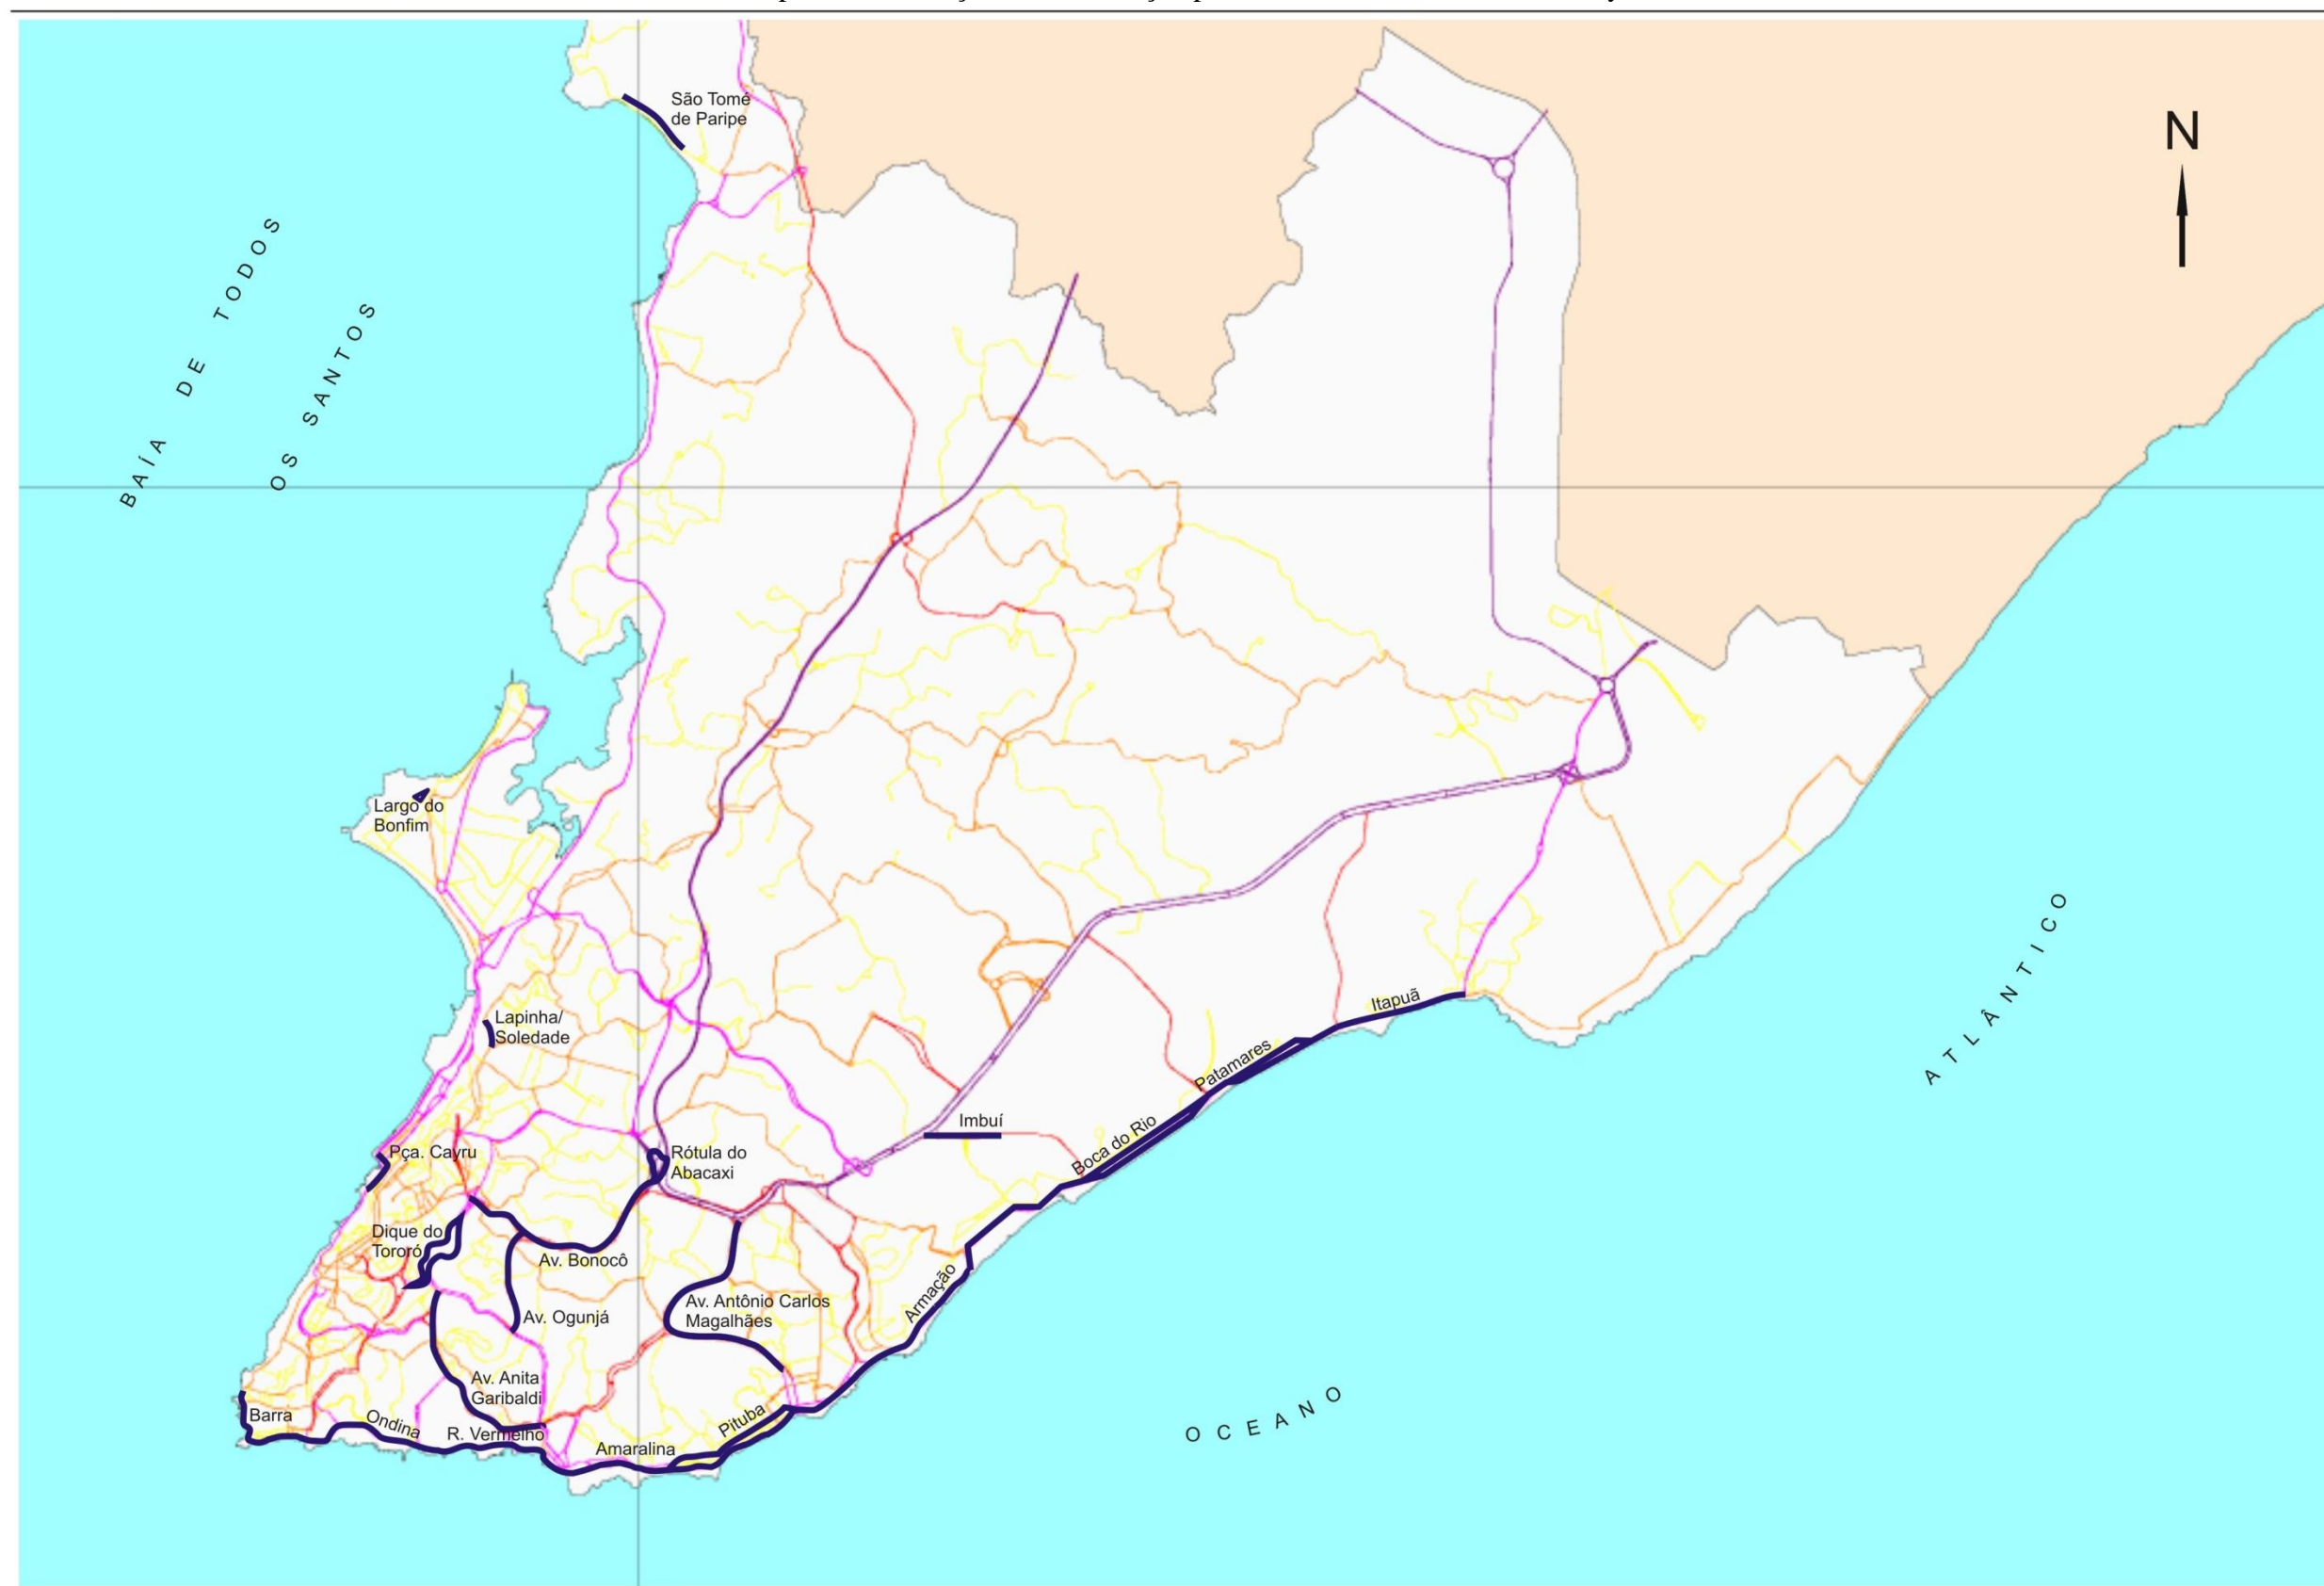 São Tomé
de Paripe
N
BAÍA DE TODOS
OS SANTOS
Largo do
Bonfim
Lapinha/
Soledade
Itapuã
Patamares
Imbuí
Boca do Rio
Pça. Cayru
Rótula do
Abacaxi
Dique do
Tororó
Av. Bonocô
Av. Ogunjá
Av. Antônio Carlos
Magalhães
Armação
Av. Anita
Garibaldi
Barra
Ondina
R. Vermelho
Amaralina
Pituba
OCEANO
ATLÂNTICO